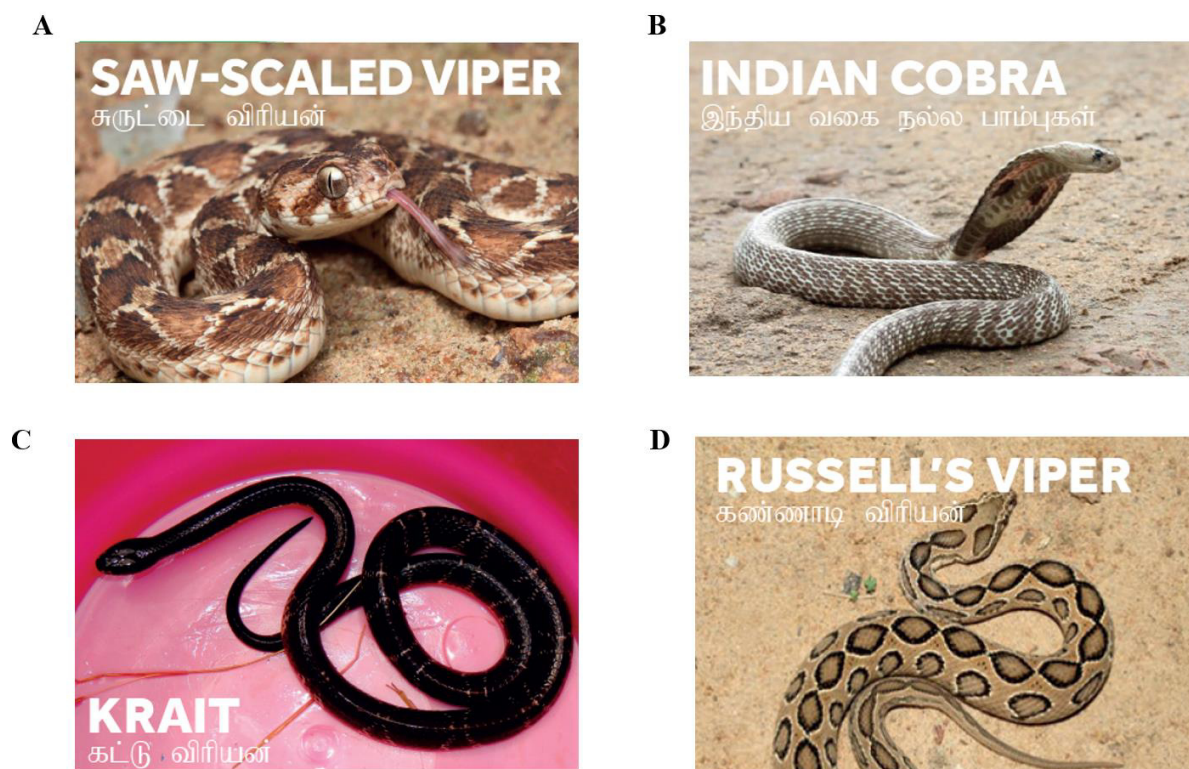 A
SAW-SCALED VIPER
சுருட்டை விரியன்
B
INDIAN COBRA
இந்திய வகை நல்ல பாம்புகள்
C
KRAIT
கட்டு விரியன்
D
RUSSELL'S VIPER
கண்ணாடி விரியன்